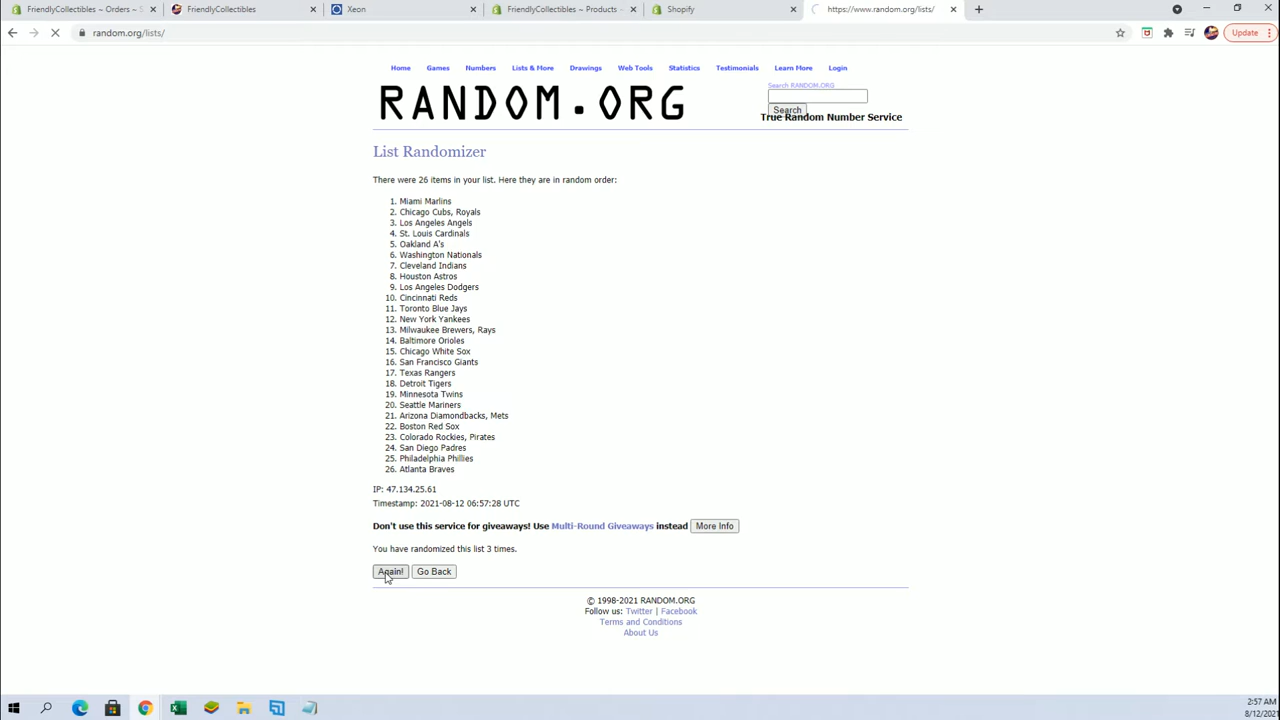 FriendlyCollectibles ~ Orders ~ S
FriendlyCollectibles
Xeon
FriendlyCollectibles ~ Products ~
Shopify
https://www.random.org/lists/
random.org/lists/
Update
Home Games Numbers Lists & More Drawings Web Tools Statistics Testimonials Learn More Login
RANDOM.ORG
Search RANDOM.ORG
Search
True Random Number Service
List Randomizer
There were 26 items in your list. Here they are in random order:
1. Miami Marlins
2. Chicago Cubs, Royals
3. Los Angeles Angels
4. St. Louis Cardinals
5. Oakland A's
6. Washington Nationals
7. Cleveland Indians
8. Houston Astros
9. Los Angeles Dodgers
10. Cincinnati Reds
11. Toronto Blue Jays
12. New York Yankees
13. Milwaukee Brewers, Rays
14. Baltimore Orioles
15. Chicago White Sox
16. San Francisco Giants
17. Texas Rangers
18. Detroit Tigers
19. Minnesota Twins
20. Seattle Mariners
21. Arizona Diamondbacks, Mets
22. Boston Red Sox
23. Colorado Rockies, Pirates
24. San Diego Padres
25. Philadelphia Phillies
26. Atlanta Braves
IP: 47.134.25.61
Timestamp: 2021-08-12 06:57:28 UTC
Don't use this service for giveaways! Use Multi-Round Giveaways instead More Info
You have randomized this list 3 times.
Again! Go Back
© 1998-2021 RANDOM.ORG
Follow us: Twitter | Facebook
Terms and Conditions
About Us
2:57 AM
8/12/2021